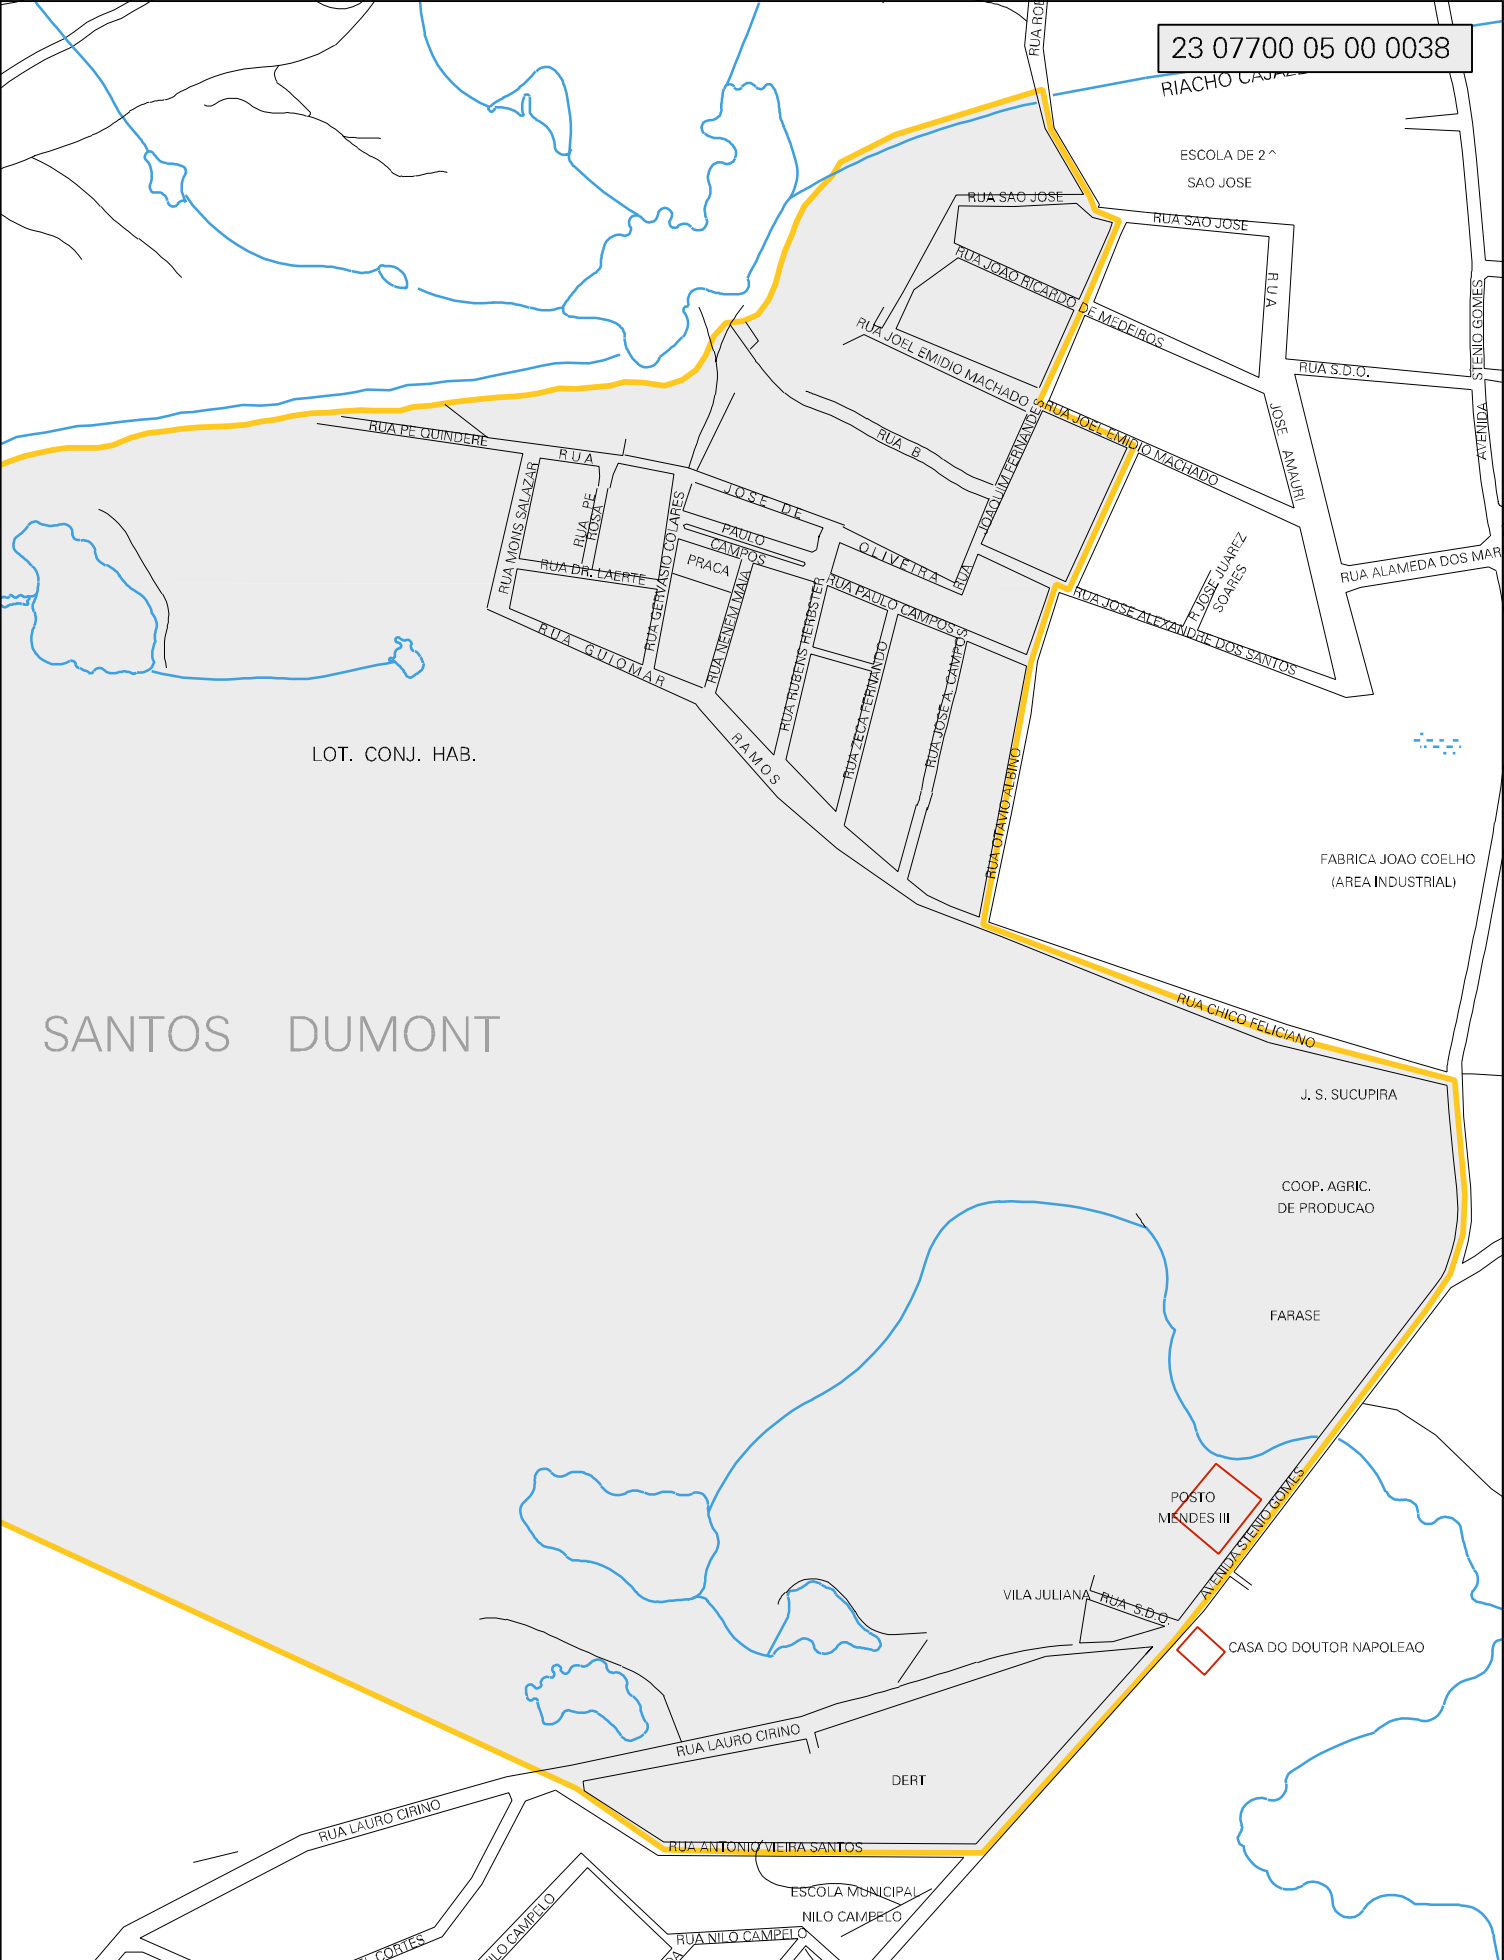 23 07700 05 00 0038
RIACHO
ESCOLA DE 2^
SAO JOSE
RUA SAO JOSE
RUA SAO JOSE
RUA JOAO RICARDO DE MEDEIROS
RUA
JOSE AMAURI
AVENIDA STENIO GOMES
RUA S.D.O.
RUA JOEL EMIDIO MACHADO
RUA JOEL EMIDIO MACHADO
RUA B
RUA JOAQUIM FERNANDES
RUA PE QUINDERE
RUA JOSE DE OLIVEIRA
RUA MONS SALAZAR
RUA PE
ROSA
RUA GERVASIO COLARES
PAULO
CAMPOS
PRACA
RUA DR. LAERTE
RUA NENEM MAIA
RUA RUBENS HERBSTER
RUA PAULO CAMPOS
RUA ZECA FERNANDO
RUA JOSE A. CAMPOS
RUA GUIOMAR RAMOS
R JOSE JUAREZ
SOARES
RUA ALAMEDA DOS MAR
RUA JOSE ALEXANDRE DOS SANTOS
LOT. CONJ. HAB.
RUA OTAVIO ALBINO
FABRICA JOAO COELHO
(AREA INDUSTRIAL)
SANTOS DUMONT
RUA CHICO FELICIANO
J. S. SUCUPIRA
COOP. AGRIC.
DE PRODUCAO
FARASE
POSTO
MENDES III
AVENIDA STENIO GOMES
VILA JULIANA
RUA S.D.O.
CASA DO DOUTOR NAPOLEAO
RUA LAURO CIRINO
DERT
RUA LAURO CIRINO
RUA ANTONIO VIEIRA SANTOS
ESCOLA MUNICIPAL
NILO CAMPELO
RUA NILO CAMPELO
NILO CAMPELO
CORTES